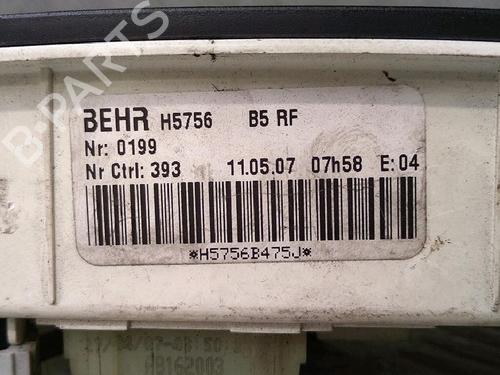 B-PARTS
BEHR H5756 B5 RF
Nr: 0199
Nr Ctrl: 393 11.05.07 07h58 E: 04
*H5756B475J*